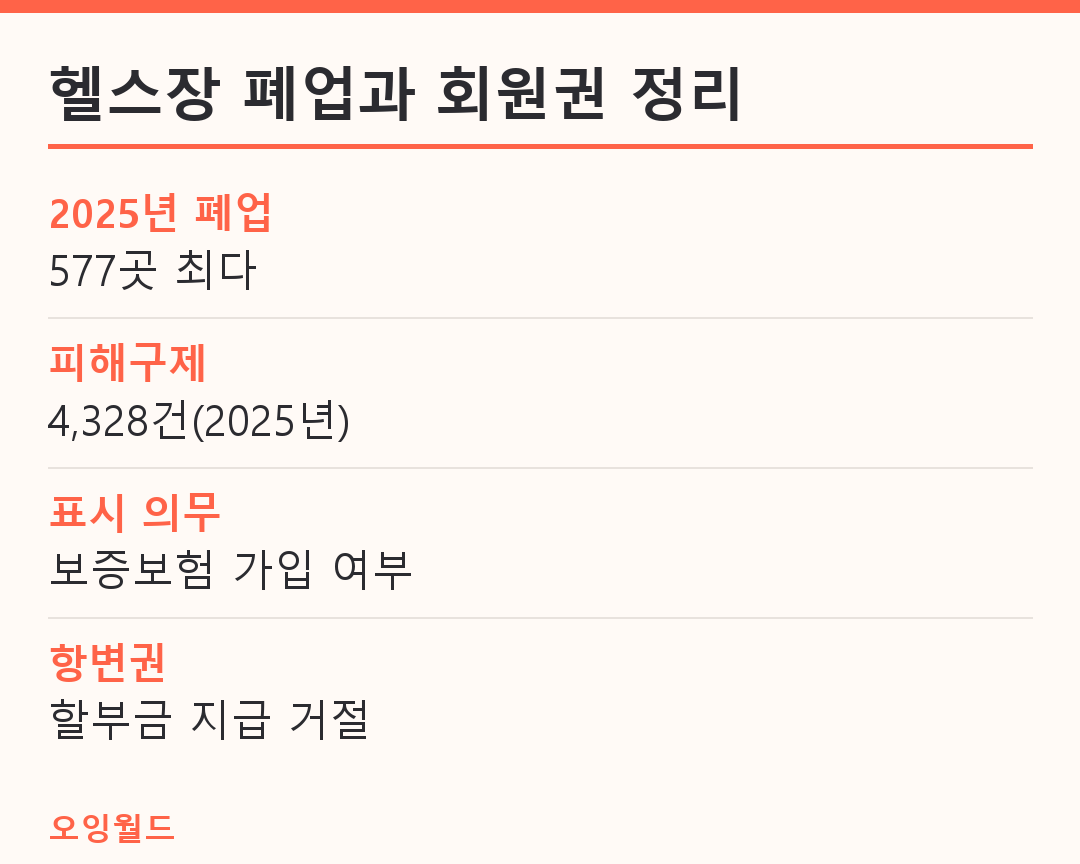 헬스장 폐업과 회원권 정리
2025년 폐업
577곳 최다
피해구제
4,328건(2025년)
표시 의무
보증보험 가입 여부
항변권
할부금 지급 거절
오잉월드